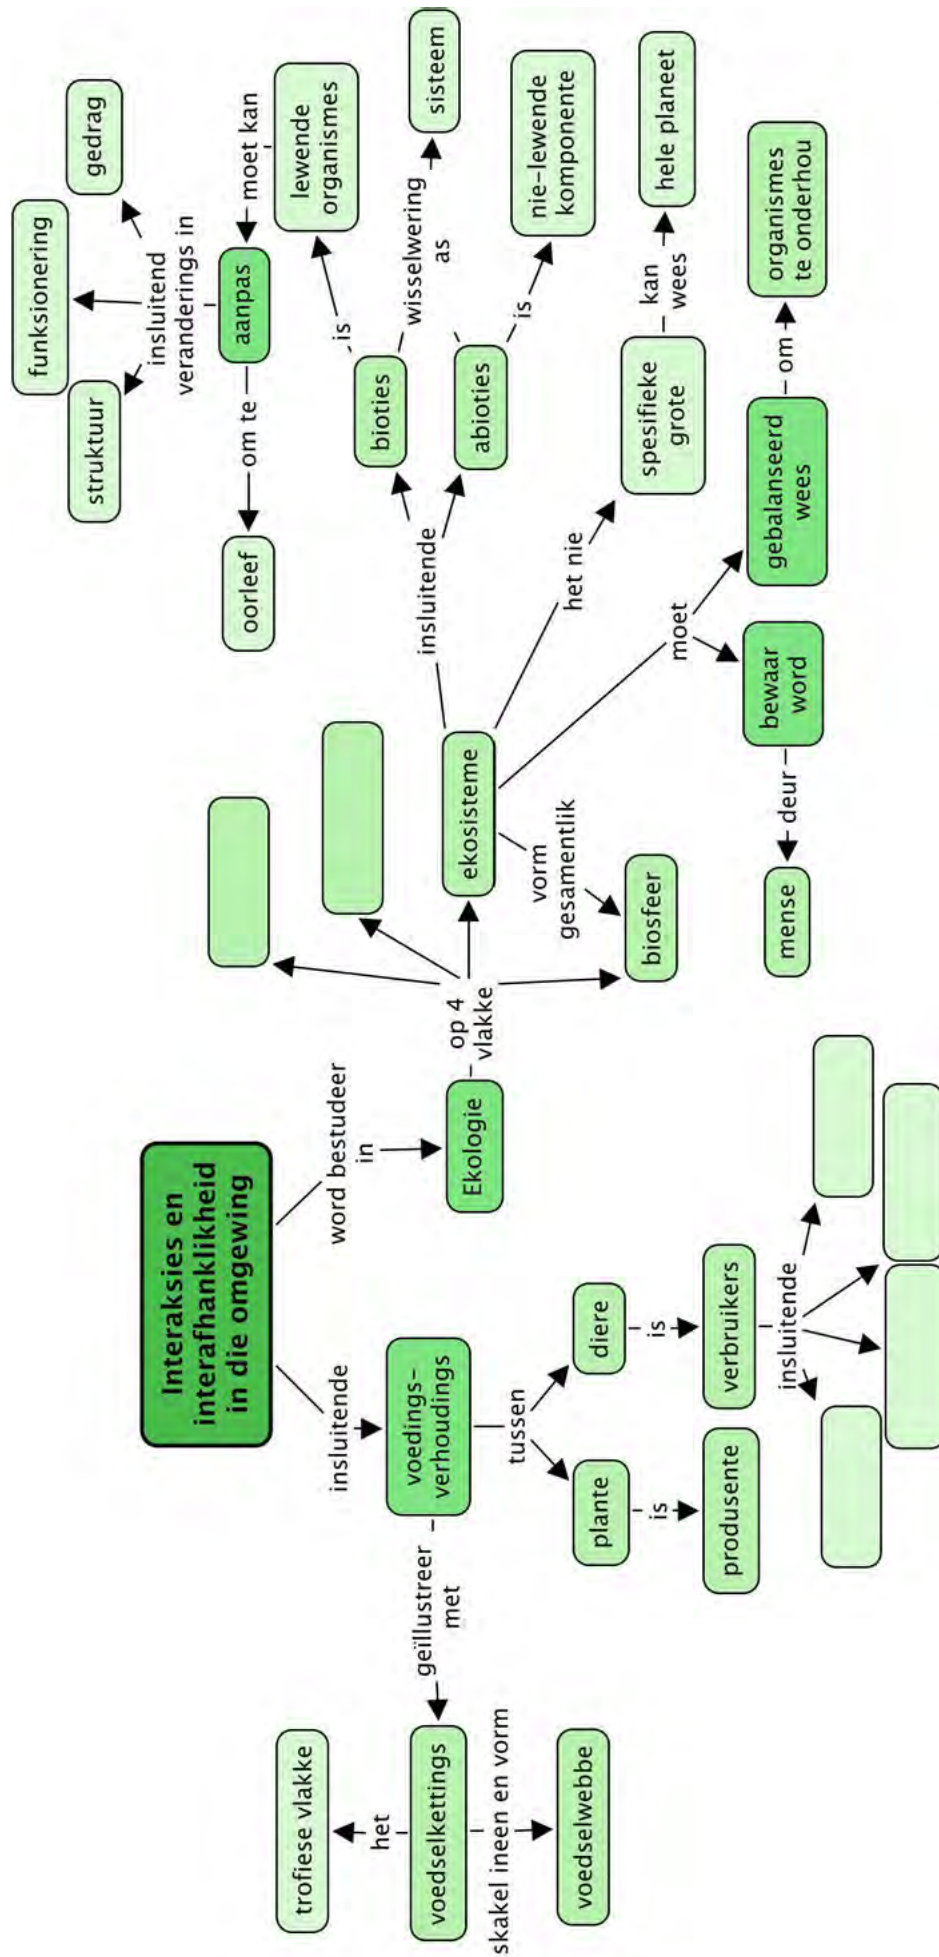 Interaksies en
interafhanklikheid
in die omgewing
insluitende
word bestudeer
in
voedings-
verhoudings
geïllustreer
met
voedselkettings
het
trofiese vlakke
skakel ineen en vorm
voedselwebbe
tussen
plante
is
produsente
diere
is
verbruikers
insluitende
Ekologie
op 4
vlakke
ekosisteme
vorm
gesamentlik
biosfeer
insluitende
bioties
is
lewende
organismes
moet kan
aanpas
om te
oorleef
insluitend
veranderings in
struktuur
funksionering
gedrag
wisselwering
as
sisteem
abioties
is
nie-lewende
komponente
het nie
spesifieke
grote
kan
wees
hele planeet
moet
bewaar
word
deur
mense
gebalanseerd
wees
om
organismes
te onderhou